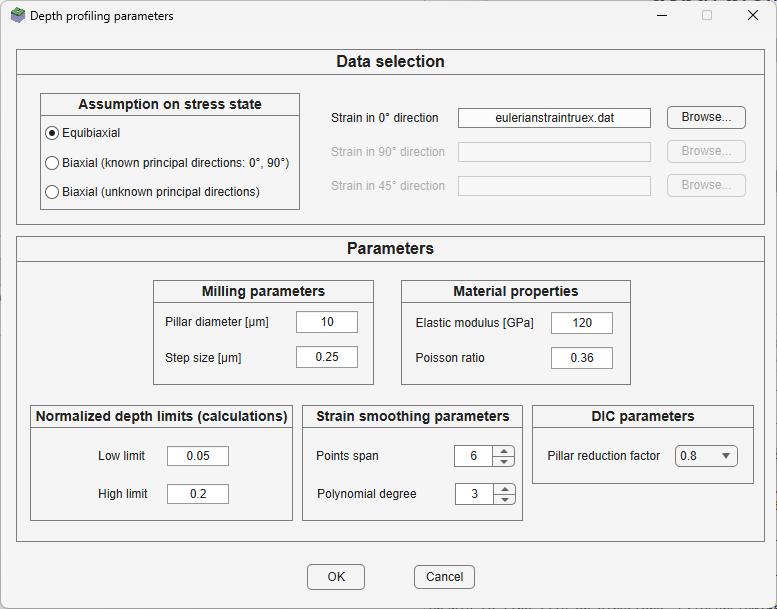 Depth profiling parameters
Data selection
Assumption on stress state
Equibiaxial
Biaxial (known principal directions: 0°, 90°)
Biaxial (unknown principal directions)
Strain in 0° direction eulerianstraintruex.dat Browse...
Strain in 90° direction Browse...
Strain in 45° direction Browse...
Parameters
Milling parameters
Pillar diameter [µm] 10
Step size [µm] 0.25
Material properties
Elastic modulus [GPa] 120
Poisson ratio 0.36
Normalized depth limits (calculations)
Low limit 0.05
High limit 0.2
Strain smoothing parameters
Points span 6
Polynomial degree 3
DIC parameters
Pillar reduction factor 0.8
OK Cancel